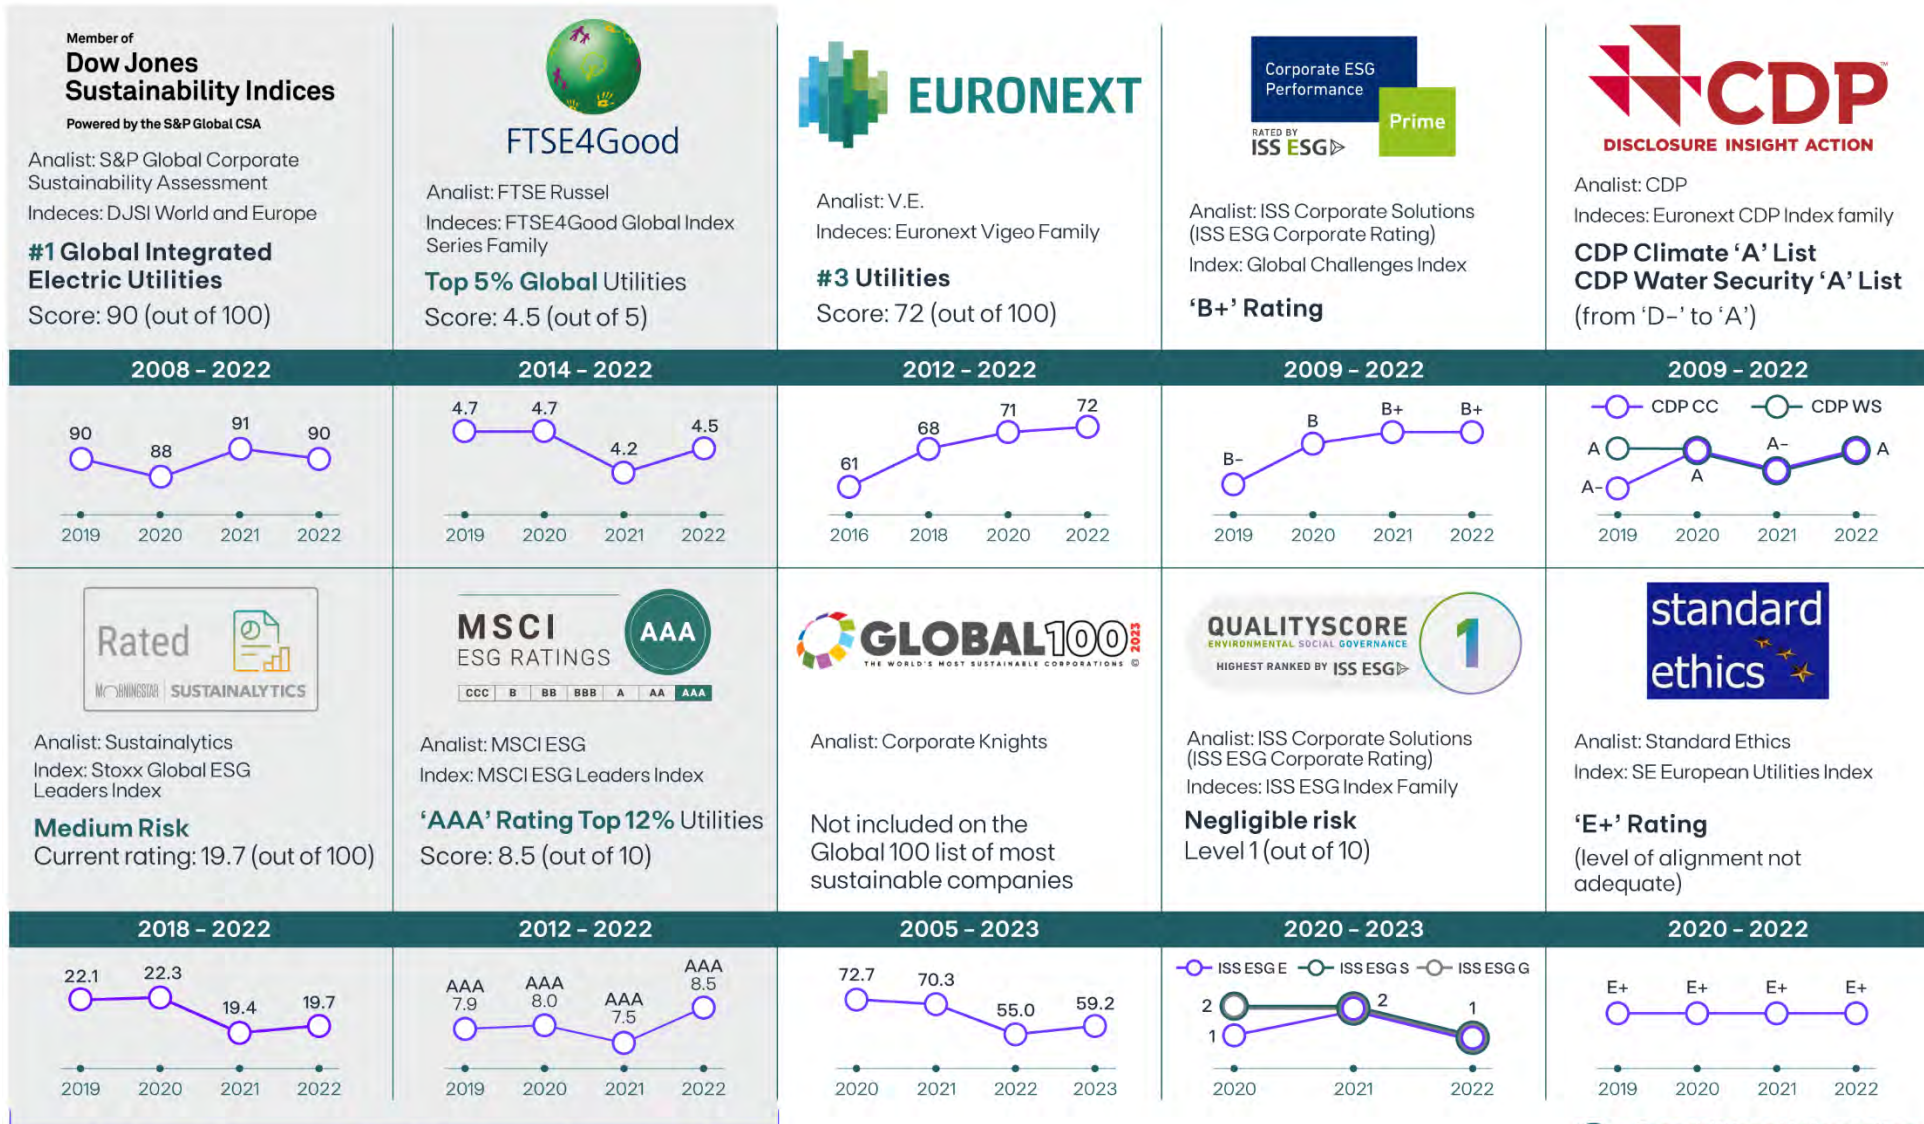 Member of
Dow Jones
Sustainability Indices
Powered by the S&P Global CSA
Analist: S&P Global Corporate
Sustainability Assessment
Indeces: DJSI World and Europe
#1 Global Integrated
Electric Utilities
Score: 90 (out of 100)
FTSE4Good
Analist: FTSE Russel
Indeces: FTSE4Good Global Index
Series Family
Top 5% Global Utilities
Score: 4.5 (out of 5)
EURONEXT
Analist: V.E.
Indeces: Euronext Vigeo Family
#3 Utilities
Score: 72 (out of 100)
Corporate ESG
Performance
Prime
RATED BY
ISS ESG
Analist: ISS Corporate Solutions
(ISS ESG Corporate Rating)
Index: Global Challenges Index
‘B+’ Rating
CDP™
DISCLOSURE INSIGHT ACTION
Analist: CDP
Indeces: Euronext CDP Index family
CDP Climate ‘A’ List
CDP Water Security ‘A’ List
(from ‘D-’ to ‘A’)
2008 – 2022
2014 – 2022
2012 – 2022
2009 – 2022
2009 – 2022
90 88 91 90
2019 2020 2021 2022
4.7 4.7 4.2 4.5
2019 2020 2021 2022
61 68 71 72
2016 2018 2020 2022
B- B B+ B+
2019 2020 2021 2022
CDP CC CDP WS
A A A- A
A-
2019 2020 2021 2022
Rated
MORNINGSTAR | SUSTAINALYTICS
Analist: Sustainalytics
Index: Stoxx Global ESG
Leaders Index
Medium Risk
Current rating: 19.7 (out of 100)
MSCI
ESG RATINGS
AAA
CCC B BB BBB A AA AAA
Analist: MSCI ESG
Index: MSCI ESG Leaders Index
‘AAA’ Rating Top 12% Utilities
Score: 8.5 (out of 10)
GLOBAL100 ©2023
THE WORLD'S MOST SUSTAINABLE CORPORATIONS
Analist: Corporate Knights
Not included on the
Global 100 list of most
sustainable companies
QUALITYSCORE
ENVIRONMENTAL SOCIAL GOVERNANCE
HIGHEST RANKED BY ISS ESG
1
Analist: ISS Corporate Solutions
(ISS ESG Corporate Rating)
Indeces: ISS ESG Index Family
Negligible risk
Level 1 (out of 10)
standard
ethics
Analist: Standard Ethics
Index: SE European Utilities Index
‘E+’ Rating
(level of alignment not
adequate)
2018 – 2022
2012 – 2022
2005 – 2023
2020 – 2023
2020 – 2022
22.1 22.3 19.4 19.7
2019 2020 2021 2022
AAA AAA AAA AAA
7.9 8.0 7.5 8.5
2019 2020 2021 2022
72.7 70.3 55.0 59.2
2020 2021 2022 2023
ISS ESG E ISS ESG S ISS ESG G
2 2 1
1
2020 2021 2022
E+ E+ E+ E+
2019 2020 2021 2022